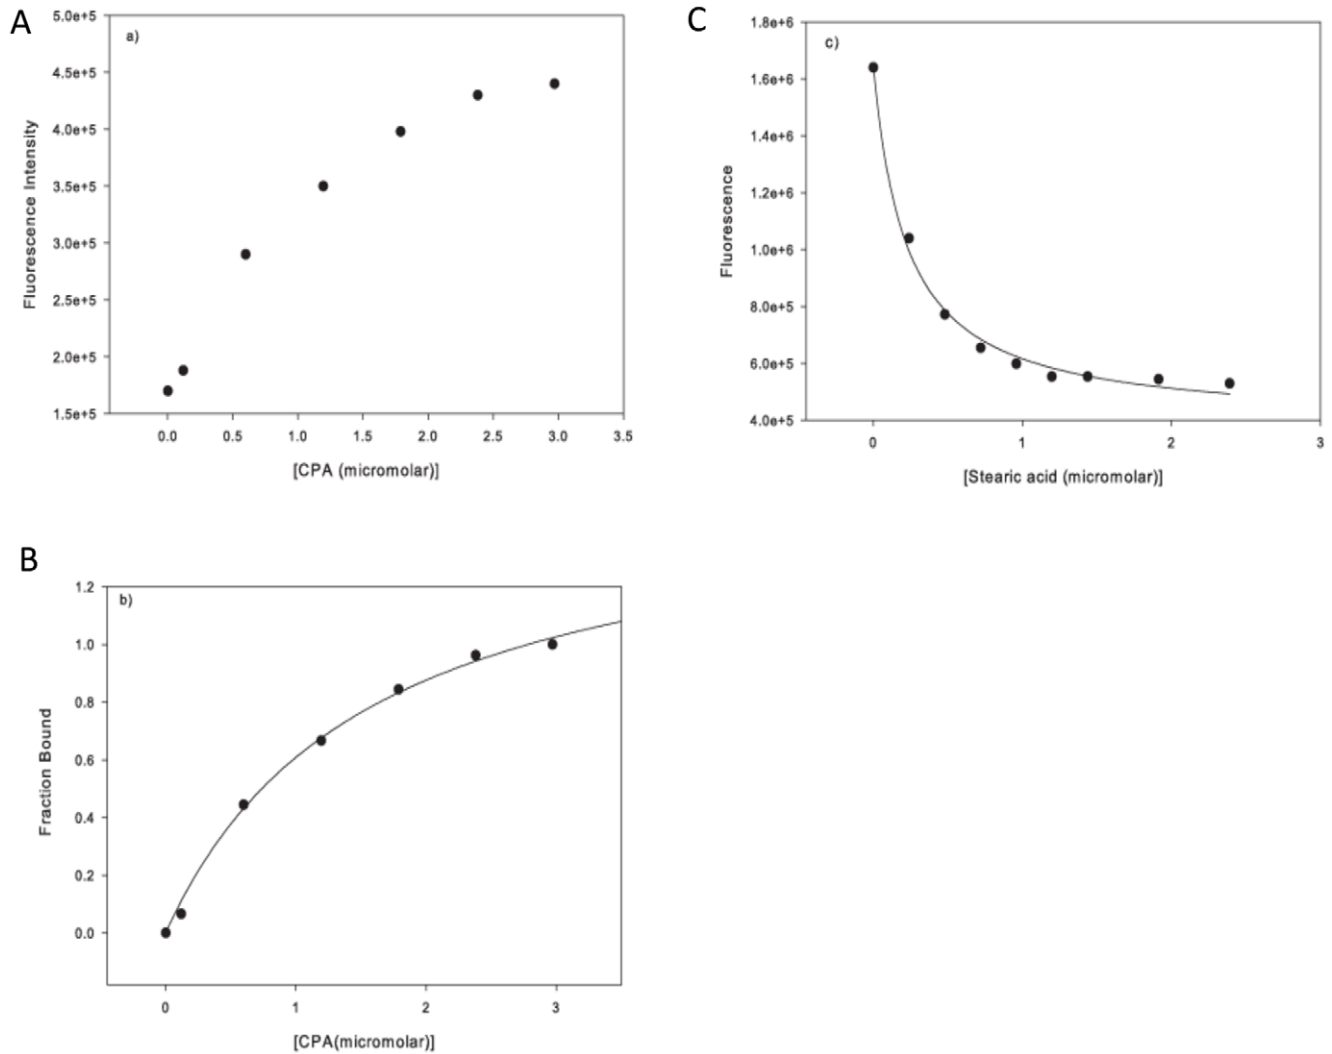 A
a)
5.0e+5
4.5e+5
4.0e+5
3.5e+5
3.0e+5
2.5e+5
2.0e+5
1.5e+5
Fluorescence Intensity
0.0 0.5 1.0 1.5 2.0 2.5 3.0 3.5
[CPA (micromolar)]
C
c)
1.8e+6
1.6e+6
1.4e+6
1.2e+6
1.0e+6
8.0e+5
6.0e+5
4.0e+5
Fluorescence
0 1 2 3
[Stearic acid (micromolar)]
B
b)
1.2
1.0
0.8
0.6
0.4
0.2
0.0
Fraction Bound
0 1 2 3
[CPA(micromolar)]